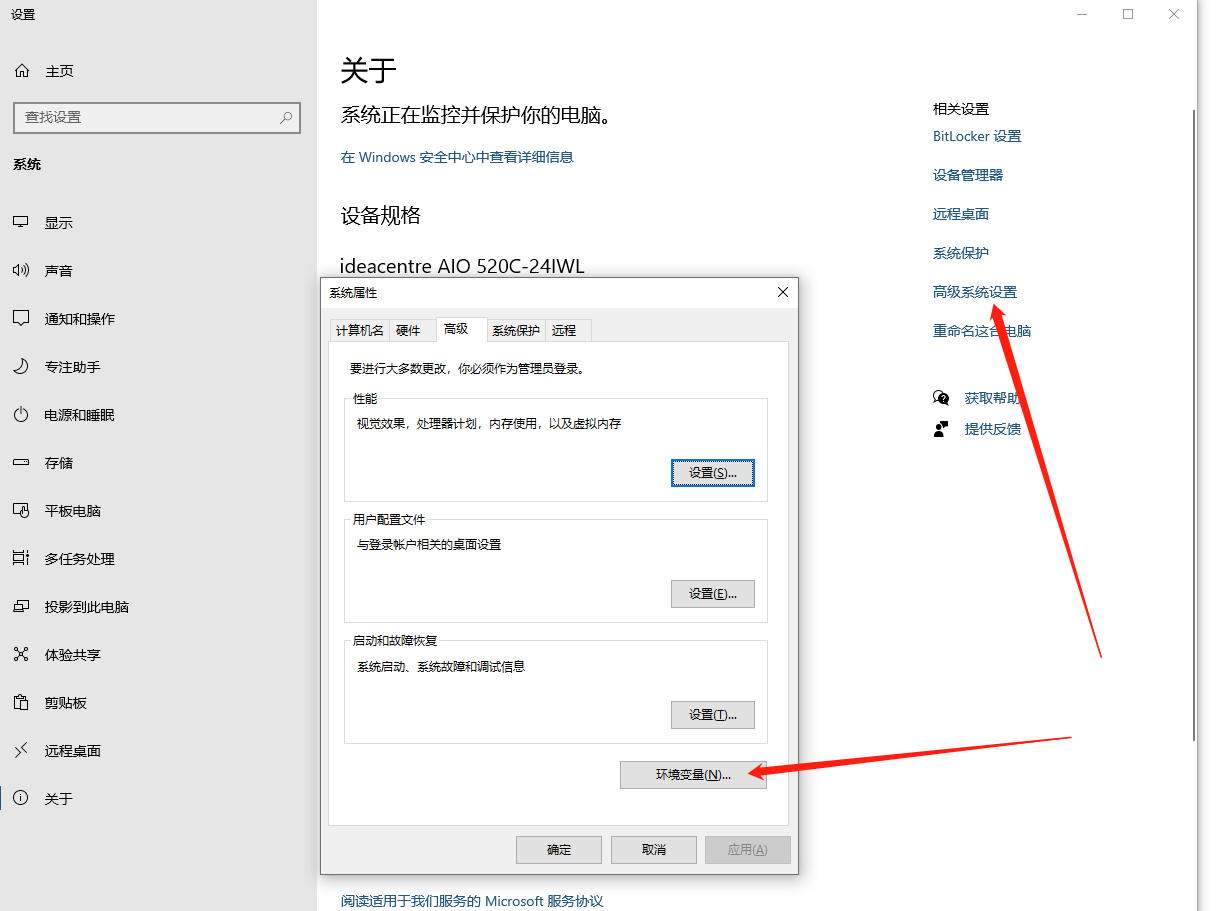 设置
主页
查找设置
系统
显示
声音
通知和操作
专注助手
电源和睡眠
存储
平板电脑
多任务处理
投影到此电脑
体验共享
剪贴板
远程桌面
关于
关于
系统正在监控并保护你的电脑。
在 Windows 安全中心中查看详细信息
设备规格
ideacentre AIO 520C-24IWL
系统属性
计算机名 硬件 高级 系统保护 远程
要进行大多数更改，你必须作为管理员登录。
性能
视觉效果，处理器计划，内存使用，以及虚拟内存
设置(S)...
用户配置文件
与登录帐户相关的桌面设置
设置(E)...
启动和故障恢复
系统启动、系统故障和调试信息
设置(T)...
环境变量(N)...
确定 取消 应用(A)
阅读适用于我们服务的 Microsoft 服务协议
相关设置
BitLocker 设置
设备管理器
远程桌面
系统保护
高级系统设置
重命名这台电脑
获取帮助
提供反馈